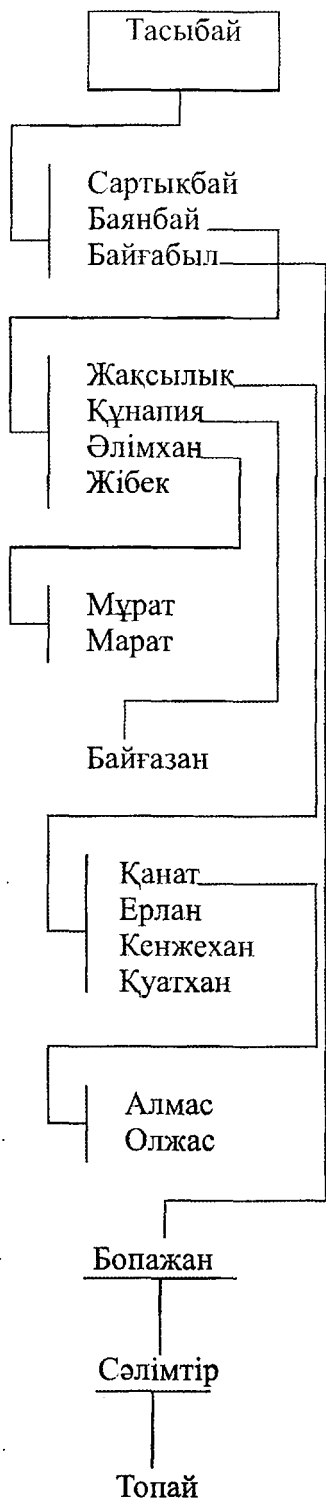 Тасыбай
Сартыкбай
Баянбай
Байғабыл
Жақсылық
Құнапия
Әлімхан
Жібек
Мұрат
Марат
Байғазан
Қанат
Ерлан
Кенжехан
Қуатхан
Алмас
Олжас
Бопажан
Сәлімтір
Топай